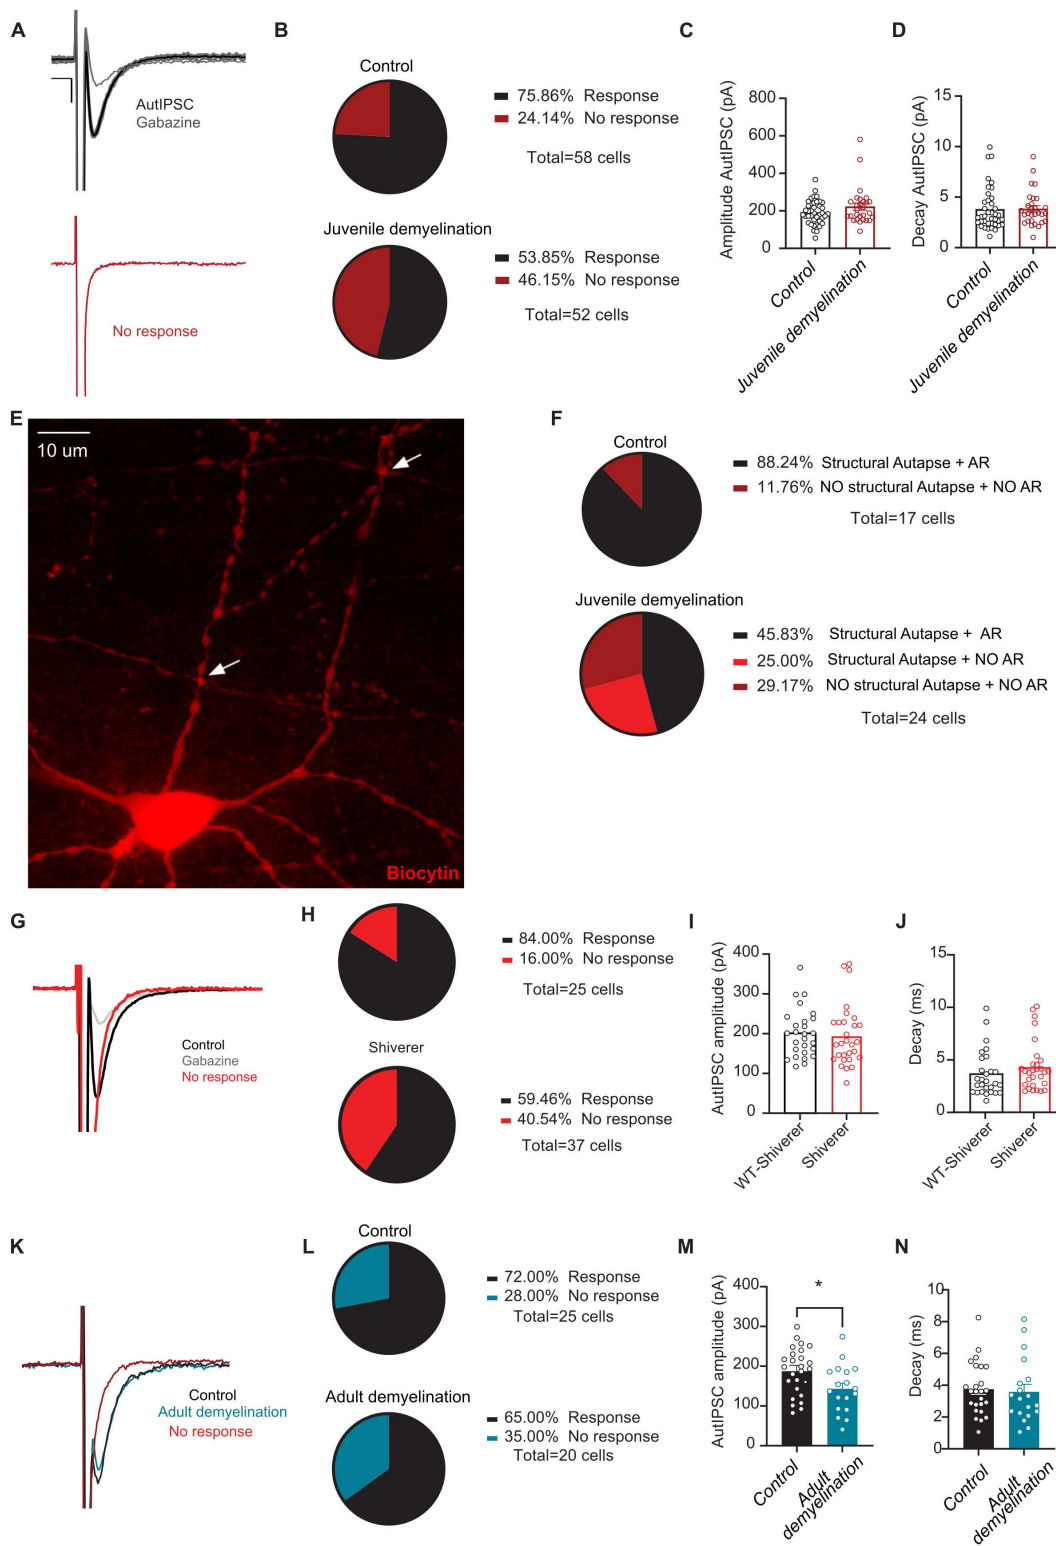 A
AutIPSC
Gabazine
No response
B
Control
75.86% Response
24.14% No response
Total=58 cells
Juvenile demyelination
53.85% Response
46.15% No response
Total=52 cells
C
Amplitude AutIPSC (pA)
800
600
400
200
0
Control
Juvenile demyelination
D
Decay AutIPSC (pA)
15
10
5
0
Control
Juvenile demyelination
E
10 um
Biocytin
F
Control
88.24% Structural Autapse + AR
11.76% NO structural Autapse + NO AR
Total=17 cells
Juvenile demyelination
45.83% Structural Autapse + AR
25.00% Structural Autapse + NO AR
29.17% NO structural Autapse + NO AR
Total=24 cells
G
Control
Gabazine
No response
H
84.00% Response
16.00% No response
Total=25 cells
Shiverer
59.46% Response
40.54% No response
Total=37 cells
I
AutIPSC amplitude (pA)
400
300
200
100
0
WT-Shiverer
Shiverer
J
Decay (ms)
15
10
5
0
WT-Shiverer
Shiverer
K
Control
Adult demyelination
No response
L
Control
72.00% Response
28.00% No response
Total=25 cells
Adult demyelination
65.00% Response
35.00% No response
Total=20 cells
M
AutIPSC amplitude (pA)
400
300
200
100
0
*
Control
Adult
demyelination
N
Decay (ms)
10
8
6
4
2
0
Control
Adult
demyelination